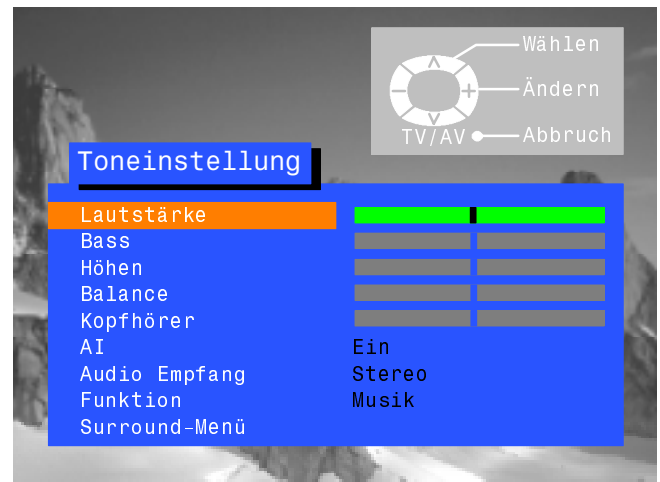 Wählen
Ändern
TV/AV Abbruch
Toneinstellung
Lautstärke
Bass
Höhen
Balance
Kopfhörer
AI Ein
Audio Empfang Stereo
Funktion Musik
Surround-Menü